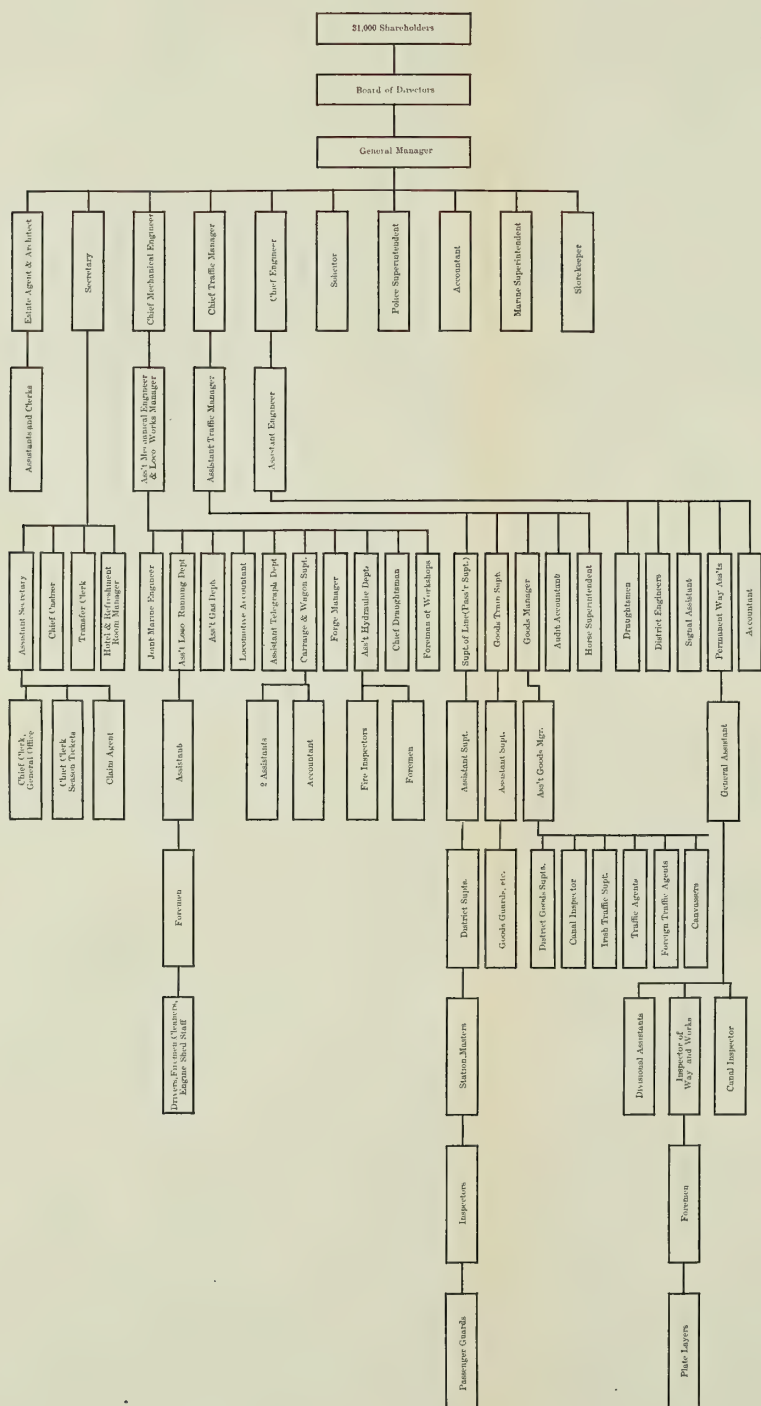 31,000 Shareholders
Board of Directors
General Manager
Estate Agent & Architect
Secretary
Chief Mechanical Engineer
Chief Traffic Manager
Chief Engineer
Solicitor
Police Superintendent
Accountant
Marine Superintendent
Storekeeper
Assistants and Clerks
Ass't Mechanical Engineer
& Loco Works Manager
Assistant Traffic Manager
Assistant Engineer
Assistant Secretary
Chief Cashier
Transfer Clerk
Hotel & Refreshment
Room Manager
Joint Marine Engineer
Ass't Loco Running Dept
Ass't Gas Dept.
Locomotive Accountant
Assistant Telegraph Dept
Carriage & Wagon Supt.
Forge Manager
Ass't Hydraulic Dept.
Chief Draughtsman
Foreman of Workshops
Supt. of Line(Pass'r Supt.)
Goods Train Supt.
Goods Manager
Audit Accountant
Horse Superintendent
Draughtsmen
District Engineers
Signal Assistant
Permanent Way Ass'ts
Accountant
Chief Clerk,
General Office
Chief Clerk
Season Tickets
Claims Agent
Assistant
2 Assistants
Accountant
Fire Inspectors
Foremen
Assistant Supt.
Assistant Supt.
Ass't Goods Mgr.
General Assistant
Foremen
District Supts.
Goods Guards, etc.
District Goods Supts.
Canal Inspector
Irish Traffic Supt.
Traffic Agents
Foreign Traffic Agents
Canvassers
Drivers, Firemen Cleaners,
Engine Shed Staff
Station Masters
Divisional Assistants
Inspector of
Way and Works
Canal Inspector
Inspectors
Foremen
Passenger Guards
Plate Layers